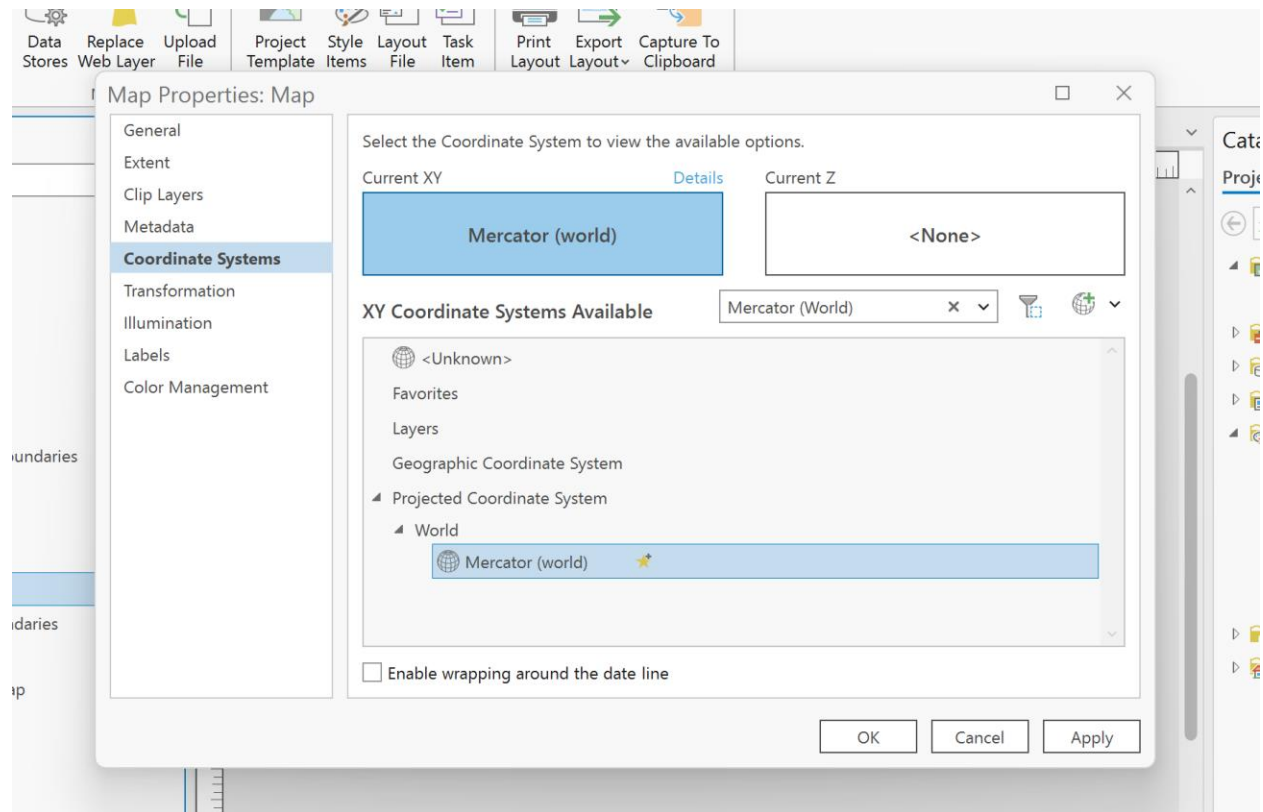 Data Replace Upload Project Style Layout Task Print Export Capture To
Stores Web Layer File Template Items File Item Layout Layout Clipboard
Map Properties: Map
General
Extent
Clip Layers
Metadata
Coordinate Systems
Transformation
Illumination
Labels
Color Management
Select the Coordinate System to view the available options.
Current XY Details Current Z
Mercator (world) <None>
XY Coordinate Systems Available Mercator (World)
<Unknown>
Favorites
Layers
Geographic Coordinate System
Projected Coordinate System
World
Mercator (world)
Enable wrapping around the date line
OK Cancel Apply
undaries
daries
ap
Cata
Proje